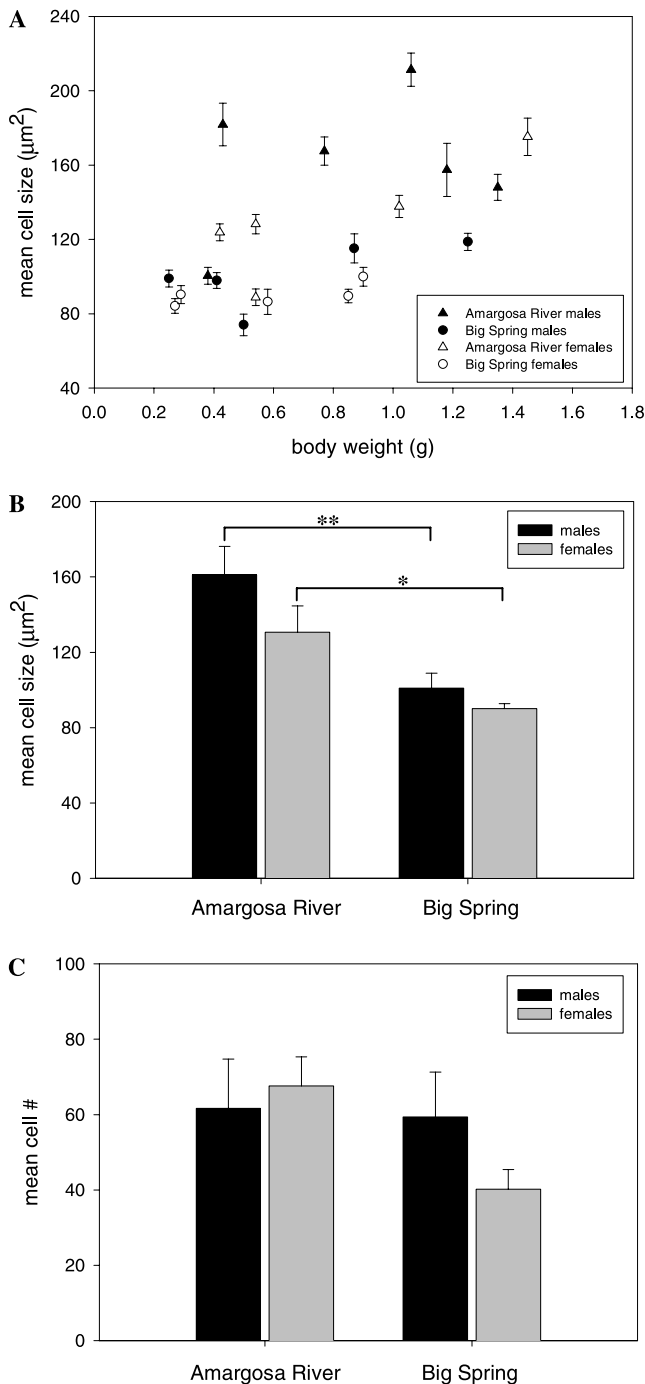 A
mean cell size (µm²)
240
200
160
120
80
40
Amargosa River males
Big Spring males
Amargosa River females
Big Spring females
0.0 0.2 0.4 0.6 0.8 1.0 1.2 1.4 1.6 1.8
body weight (g)
B
mean cell size (µm²)
200
160
120
80
40
0
**
*
males
females
Amargosa River Big Spring
C
mean cell #
100
80
60
40
20
0
males
females
Amargosa River Big Spring